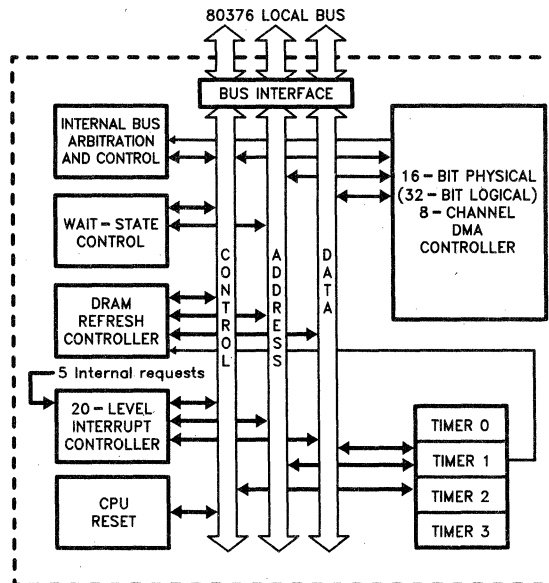 80376 LOCAL BUS
BUS INTERFACE
INTERNAL BUS
ARBITRATION
AND CONTROL
16-BIT PHYSICAL
(32-BIT LOGICAL)
8-CHANNEL
DMA
CONTROLLER
WAIT-STATE
CONTROL
CONTROL
ADDRESS
DATA
DRAM
REFRESH
CONTROLLER
5 Internal requests
20-LEVEL
INTERRUPT
CONTROLLER
TIMER 0
TIMER 1
TIMER 2
TIMER 3
CPU
RESET